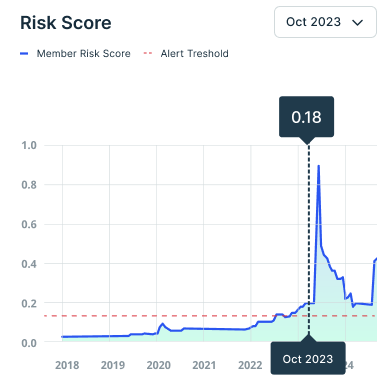 Risk Score
Oct 2023
Member Risk Score
Alert Treshold
0.18
1.0
0.8
0.6
0.4
0.2
0.0
2018 2019 2020 2021 2022 Oct 2023 24